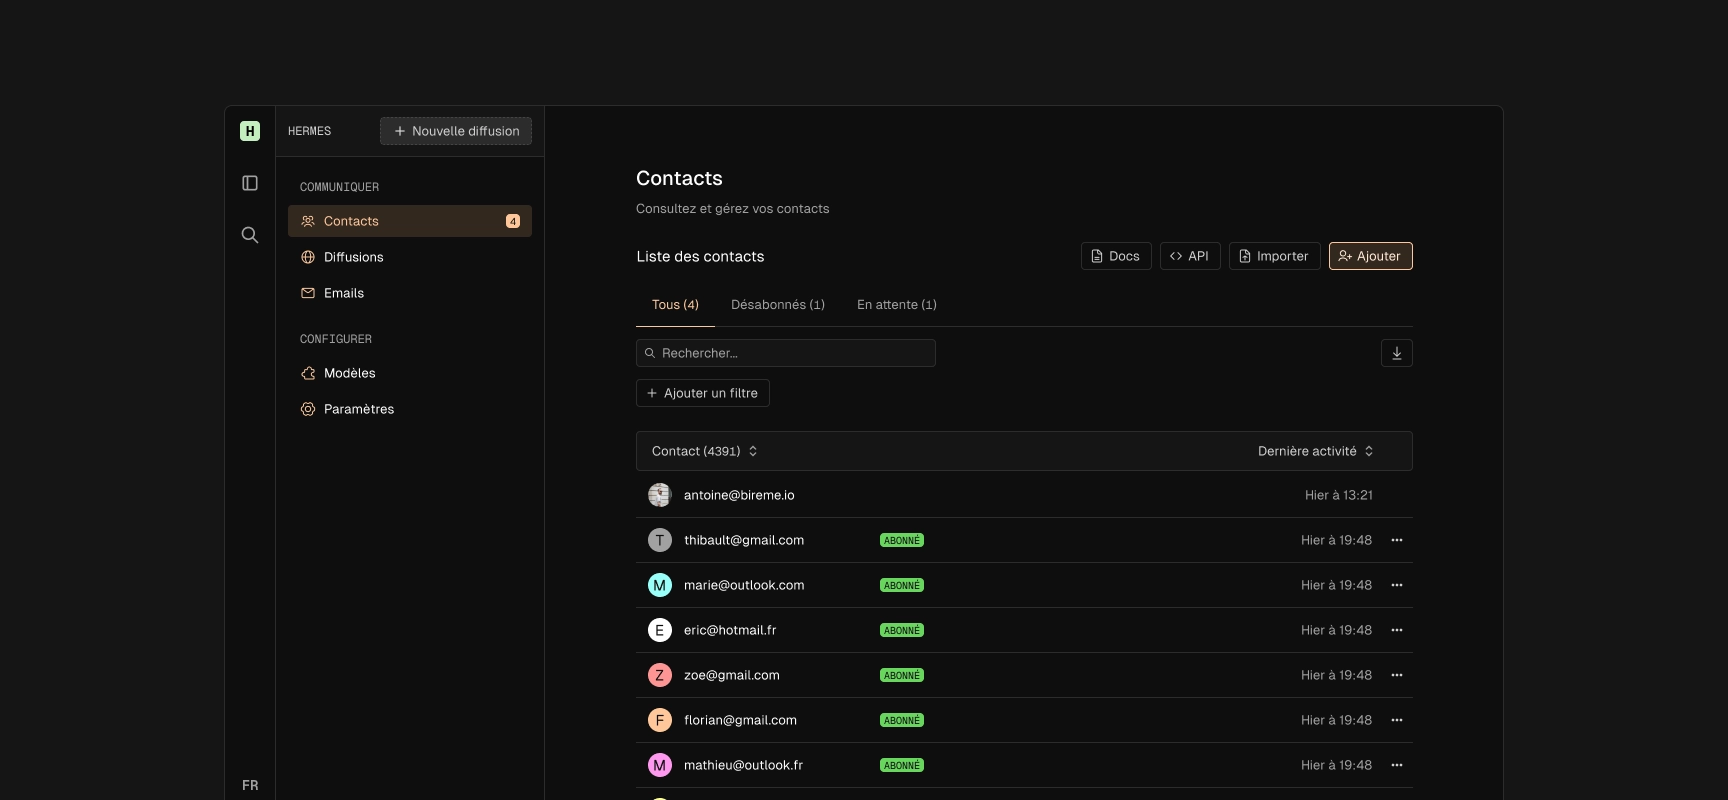 H
HERMES
Nouvelle diffusion
COMMUNIQUER
Contacts 4
Diffusions
Emails
CONFIGURER
Modèles
Paramètres
FR
Contacts
Consultez et gérez vos contacts
Liste des contacts
Docs
API
Importer
Ajouter
Tous (4)
Désabonnés (1)
En attente (1)
Rechercher...
Ajouter un filtre
Contact (4391) Dernière activité
antoine@bireme.io Hier à 13:21
T thibault@gmail.com ABONNÉ Hier à 19:48
M marie@outlook.com ABONNÉ Hier à 19:48
E eric@hotmail.fr ABONNÉ Hier à 19:48
Z zoe@gmail.com ABONNÉ Hier à 19:48
F florian@gmail.com ABONNÉ Hier à 19:48
M mathieu@outlook.fr ABONNÉ Hier à 19:48